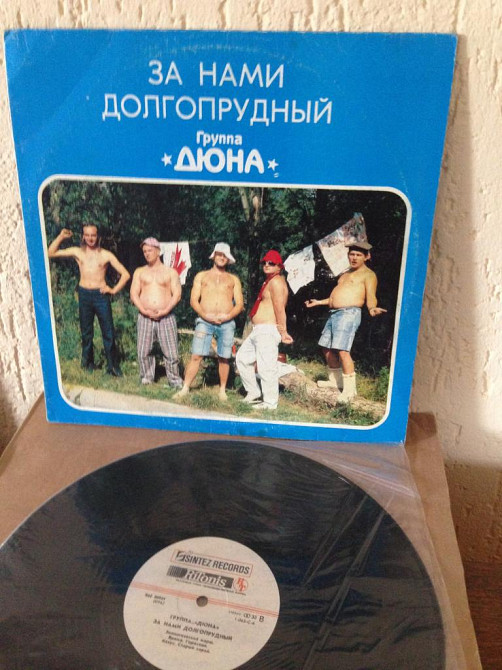 ЗА НАМИ
ДОЛГОПРУДНЫЙ
Группа
ДЮНА
SINTEZ RECORDS
Ritonis
ГРУППА «ДЮНА»
ЗА НАМИ ДОЛГОПРУДНЫЙ
B